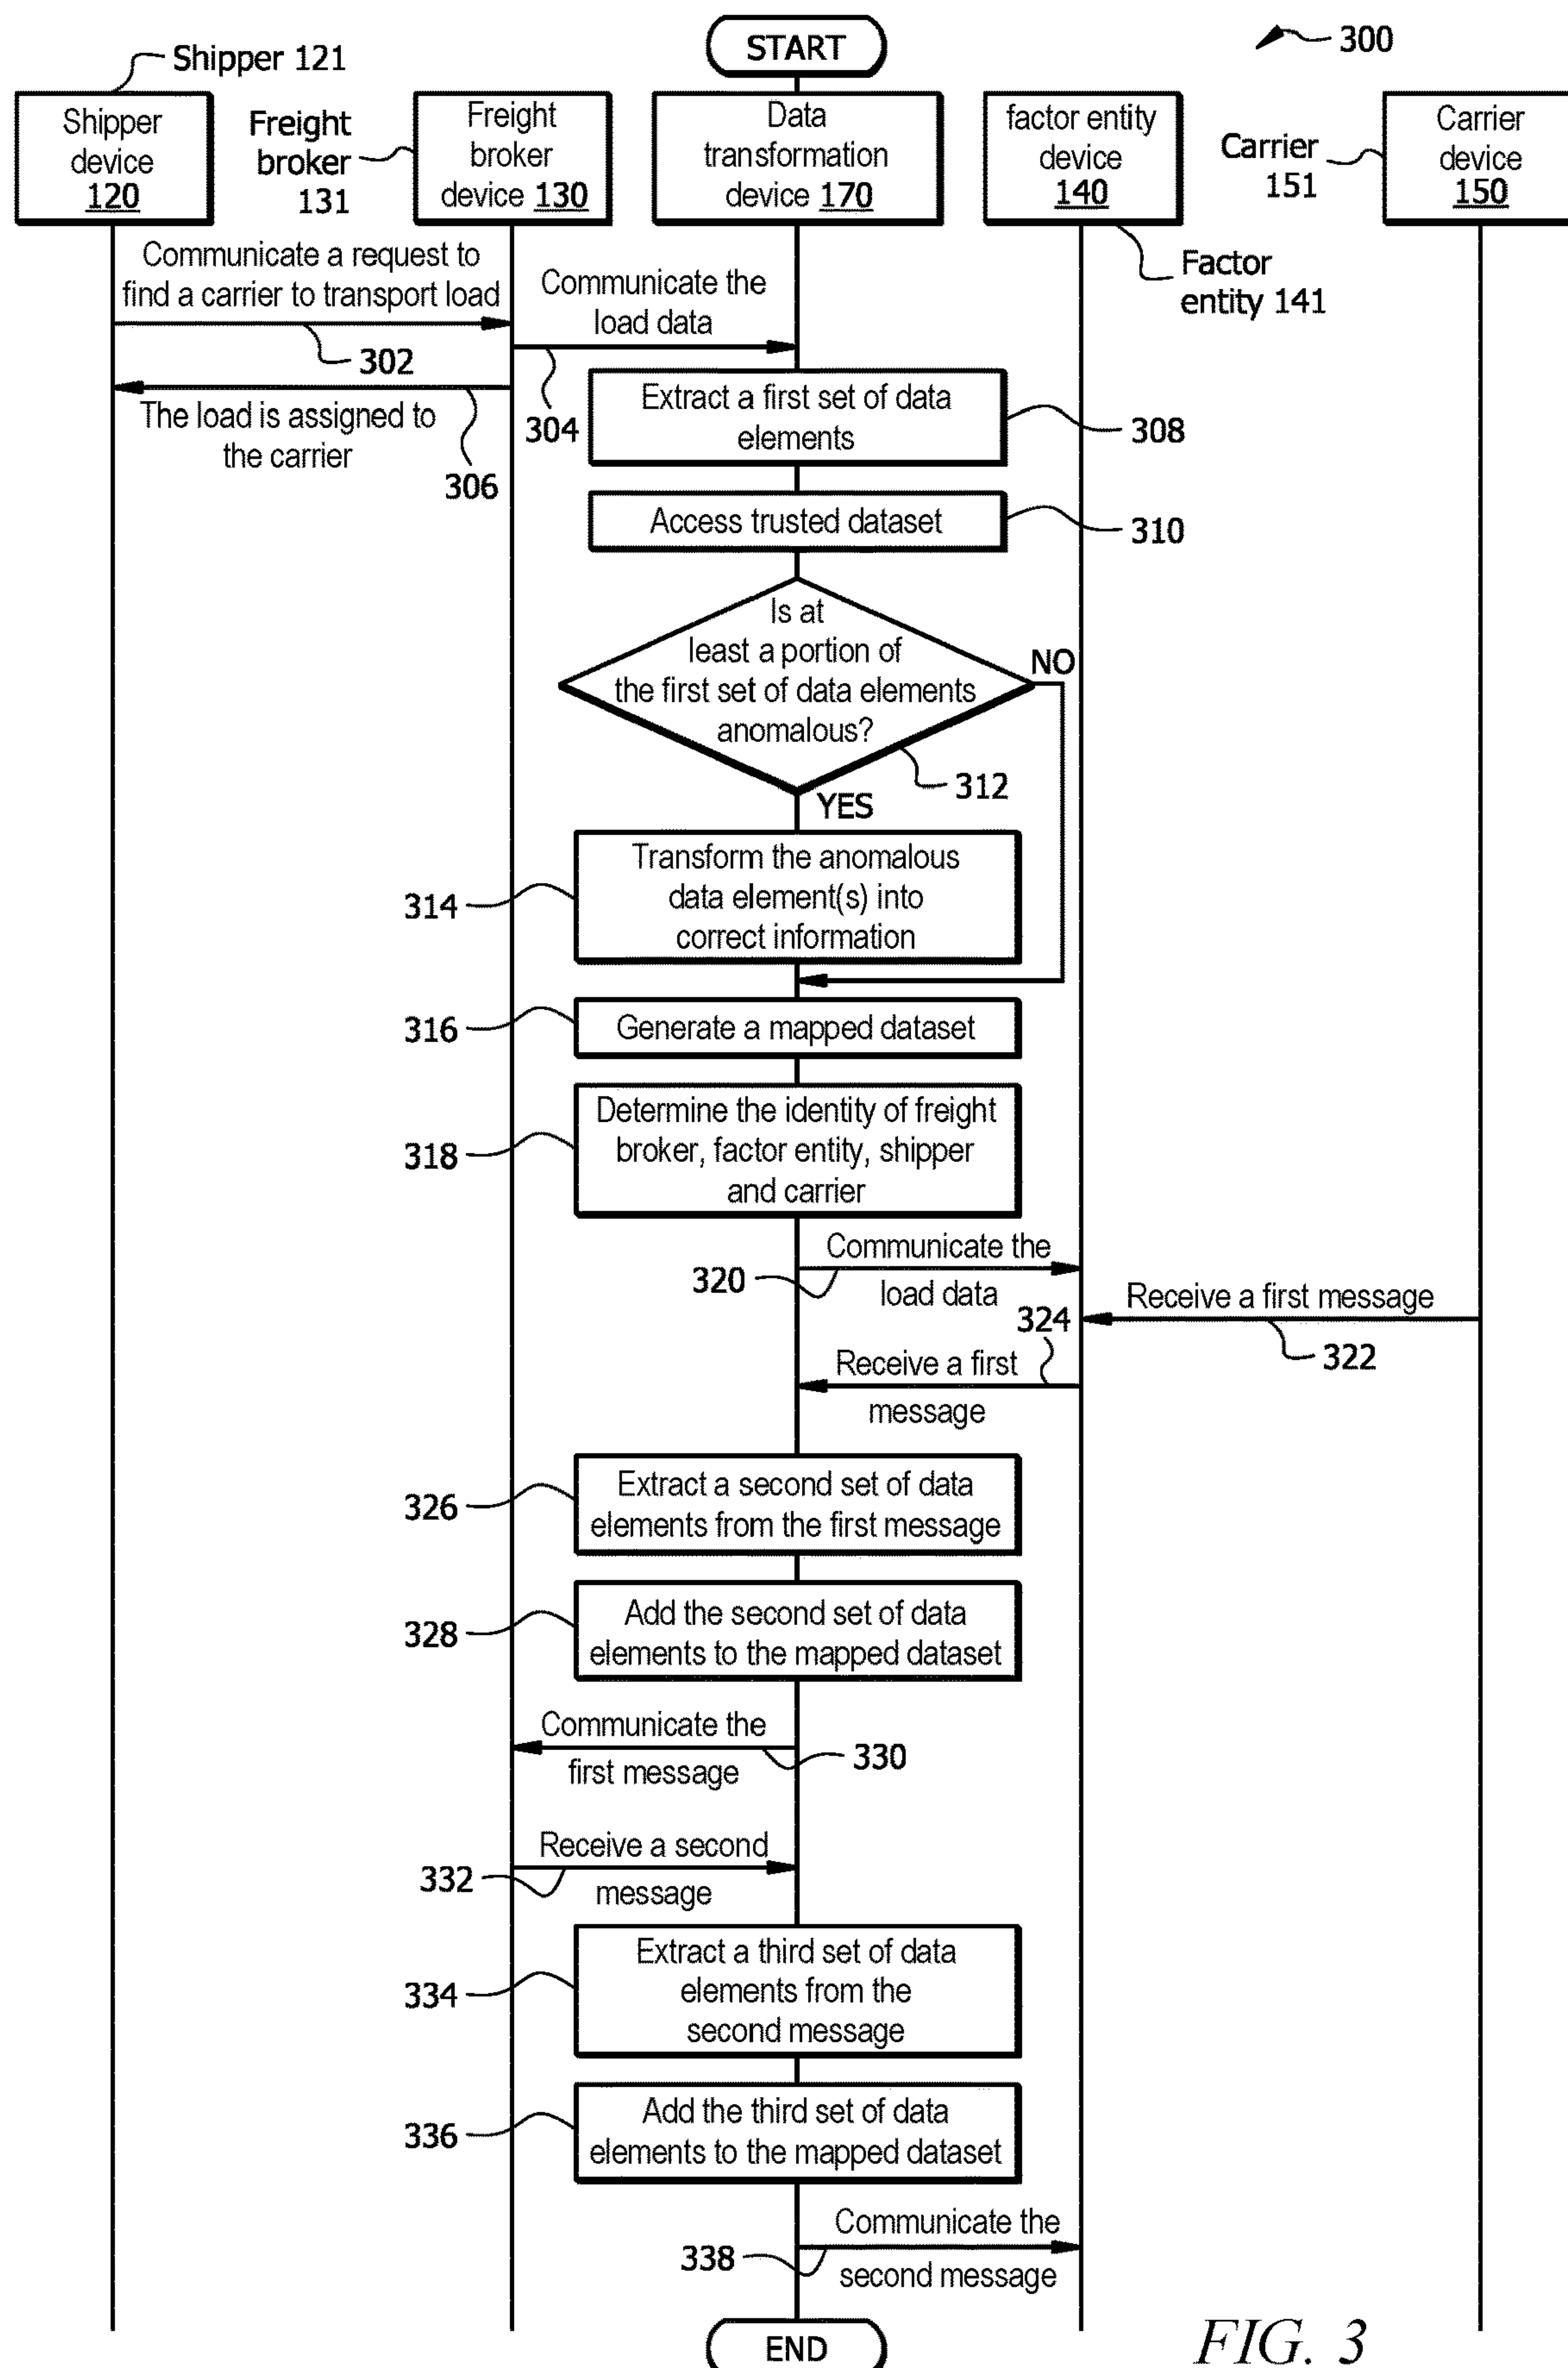 START
300
Shipper 121
Shipper
device
120
Freight
broker
131
Freight
broker
device 130
Data
transformation
device 170
factor entity
device
140
Carrier
151
Carrier
device
150
Factor
entity 141
Communicate a request to
find a carrier to transport load
302
Communicate the
load data
304
The load is assigned to
the carrier
306
Extract a first set of data
elements
308
Access trusted dataset
310
Is at
least a portion of
the first set of data elements
anomalous?
NO
312
YES
Transform the anomalous
data element(s) into
correct information
314
316
Generate a mapped dataset
Determine the identity of freight
broker, factor entity, shipper
and carrier
318
Communicate the
load data
320
Receive a first message
322
324
Receive a first
message
Extract a second set of data
elements from the first message
326
Add the second set of data
elements to the mapped dataset
328
Communicate the
first message
330
Receive a second
message
332
Extract a third set of data
elements from the
second message
334
Add the third set of data
elements to the mapped dataset
336
Communicate the
second message
338
END
FIG. 3